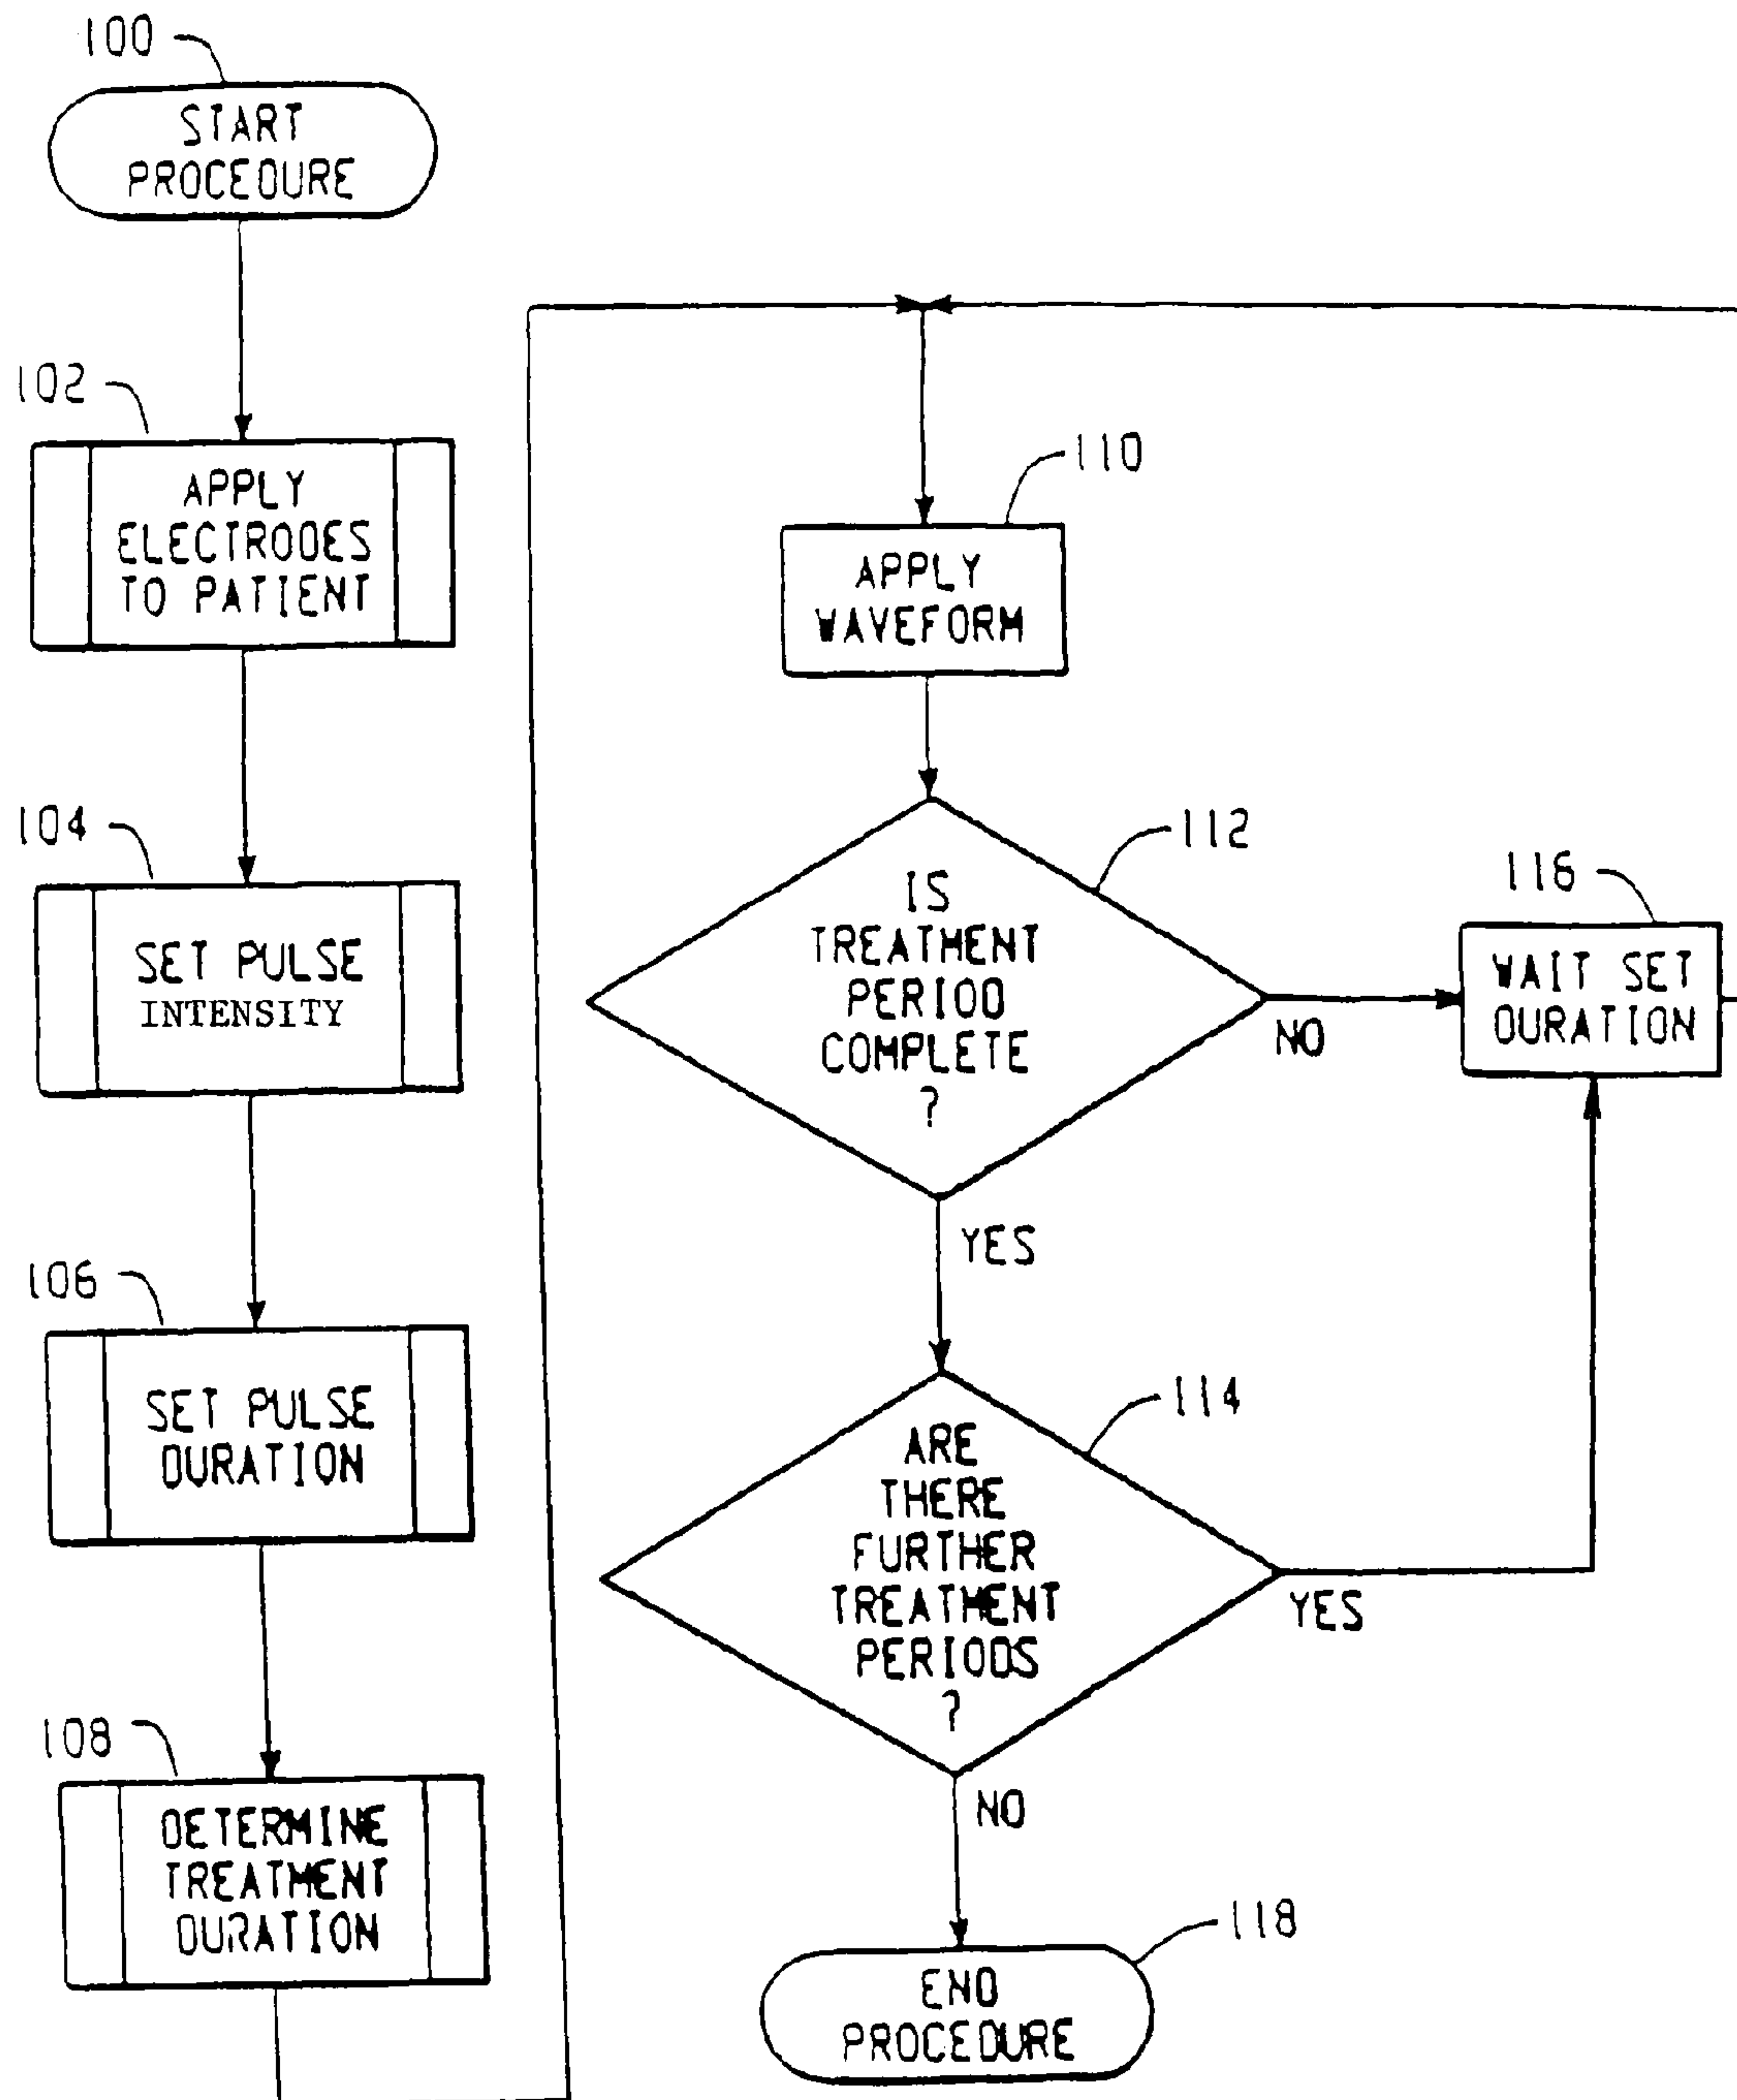 100
START
PROCEDURE
102
APPLY
ELECTRODES
TO PATIENT
104
SET PULSE
INTENSITY
106
SET PULSE
DURATION
108
DETERMINE
TREATMENT
DURATION
110
APPLY
WAVEFORM
112
IS
TREATMENT
PERIOD
COMPLETE
?
NO
YES
116
WAIT SET
DURATION
114
ARE
THERE
FURTHER
TREATMENT
PERIODS
?
YES
NO
118
END
PROCEDURE